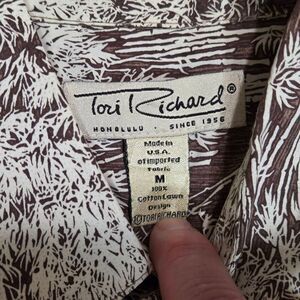 Tori Richard®
HONOLULU · SINCE 1956
Made in
U.S.A.
of imported
Fabric
M
100%
Cotton Lawn
Design
©TORI RICHARD